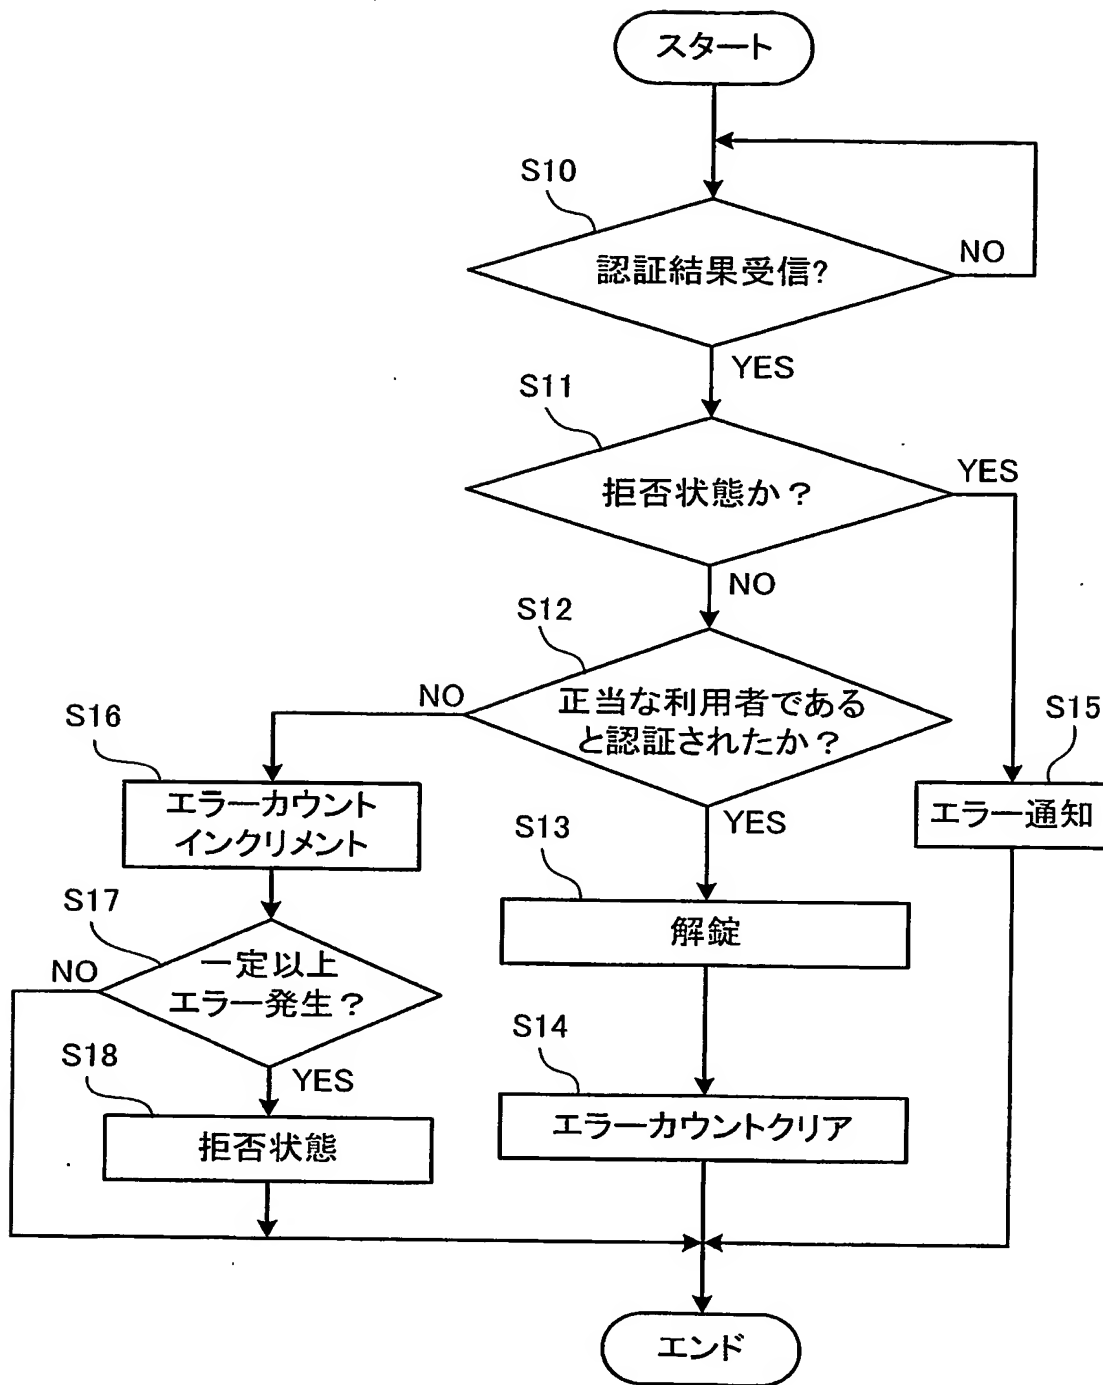 スタート
S10
認証結果受信?
NO
YES
S11
拒否状態か？
YES
NO
S12
正当な利用者である
と認証されたか？
NO
YES
S16
エラーカウント
インクリメント
S15
エラー通知
S13
解錠
S17
一定以上
エラー発生？
NO
YES
S14
エラーカウントクリア
S18
拒否状態
エンド